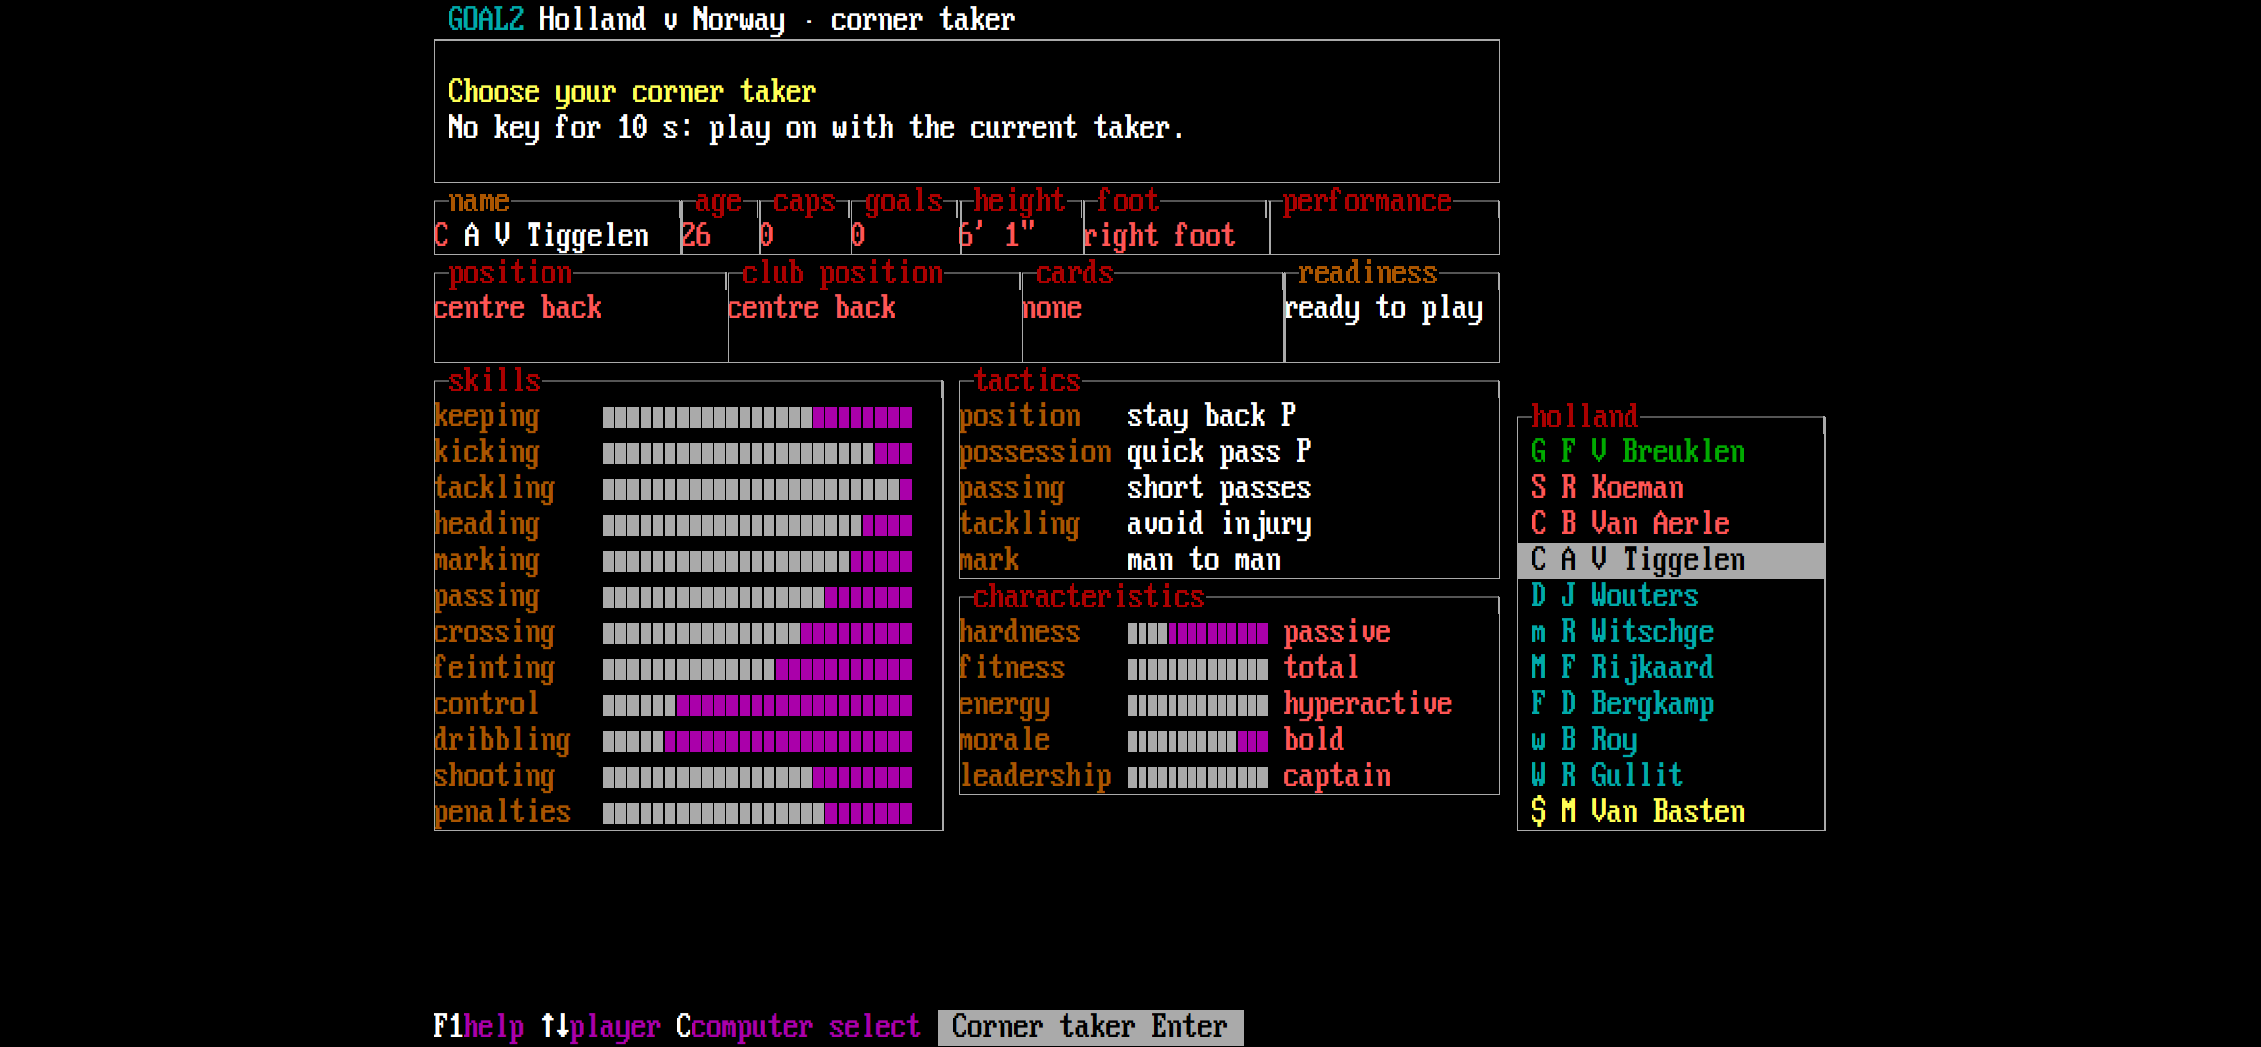 GOAL2 Holland v Norway - corner taker
Choose your corner taker
No key for 10 s: play on with the current taker.
name age caps goals height foot performance
C A V Tiggelen 26 0 0 6' 1" right foot
position club position cards readiness
centre back centre back none ready to play
skills tactics
keeping position stay back P holland
kicking possession quick pass P G F V Breuklen
tackling passing short passes S R Koeman
heading tackling avoid injury C B Van Aerle
marking mark man to man C A V Tiggelen
passing characteristics D J Wouters
crossing hardness passive m R Witschge
feinting fitness total M F Rijkaard
control energy hyperactive F D Bergkamp
dribbling morale bold w B Roy
shooting leadership captain W R Gullit
penalties $ M Van Basten
F1help ↑↓player Ccomputer select Corner taker Enter